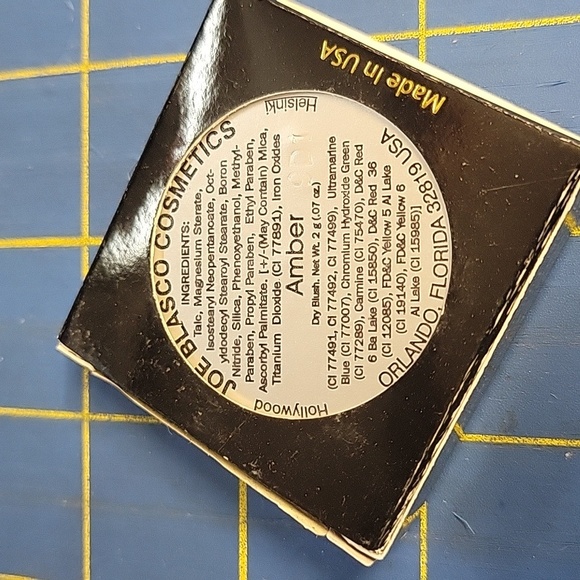 Made In USA
JOE BLASCO COSMETICS
Helsinki
INGREDIENTS:
Talc, Magnesium Sterate,
Isostearyl Neopentanoate, Oct-
yldodecyl Stearoyl Stearate, Boron
Nitride, Silica, Phenoxyethanol, Methyl-
Paraben, Propyl Paraben, Ethyl Paraben,
Ascorbyl Palmitate, [+/-(May Contain) Mica,
Titanium Dioxide (CI 77891), Iron Oxides
Amber
Dry Blush. Net Wt. 2 g (.07 oz.)
(CI 77491, CI 77492, CI 77499), Ultramarine
Blue (CI 77007), Chromium Hydroxide Green
(CI 77289), Carmine (CI 75470), D&C Red
6 Ba Lake (CI 15850), D&C Red 36
(CI 12085), FD&C Yellow 5 Al Lake
(CI 19140), FD&C Yellow 6
Al Lake (CI 15985)]
Hollywood
ORLANDO, FLORIDA 32819 USA